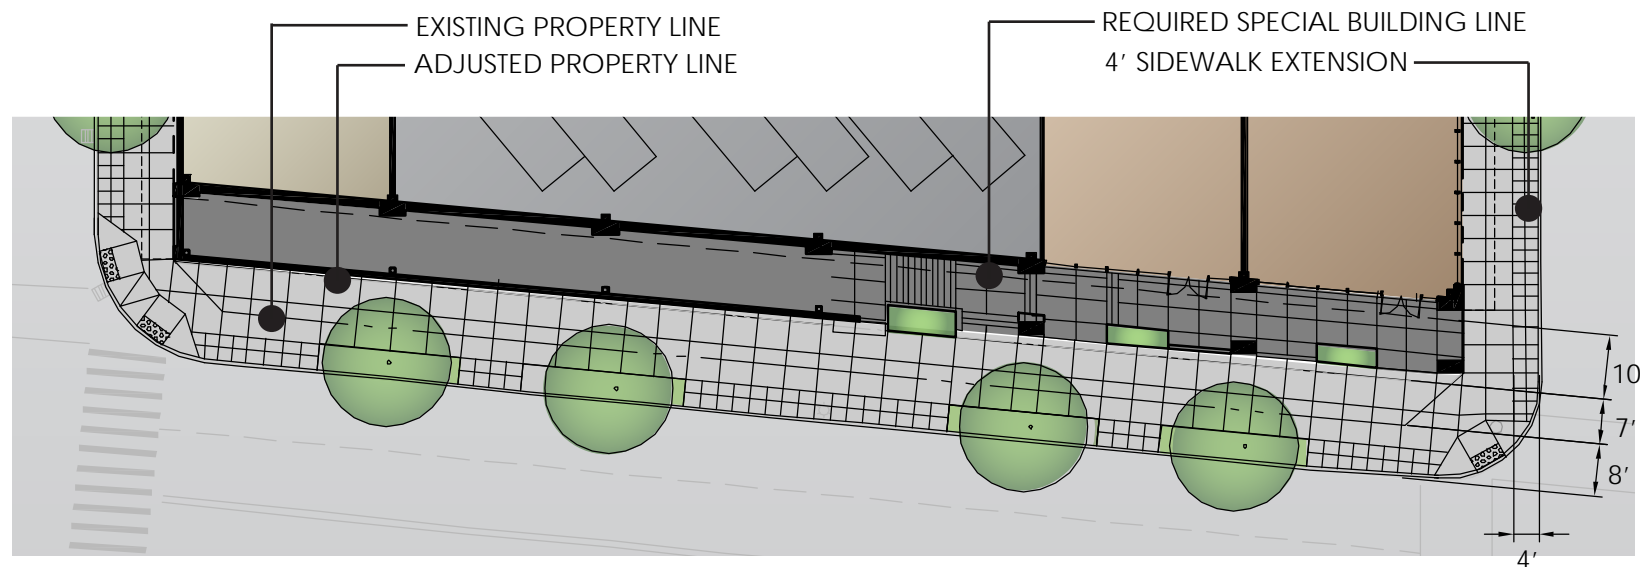 EXISTING PROPERTY LINE
ADJUSTED PROPERTY LINE
REQUIRED SPECIAL BUILDING LINE
4' SIDEWALK EXTENSION
10
7'
8'
4'